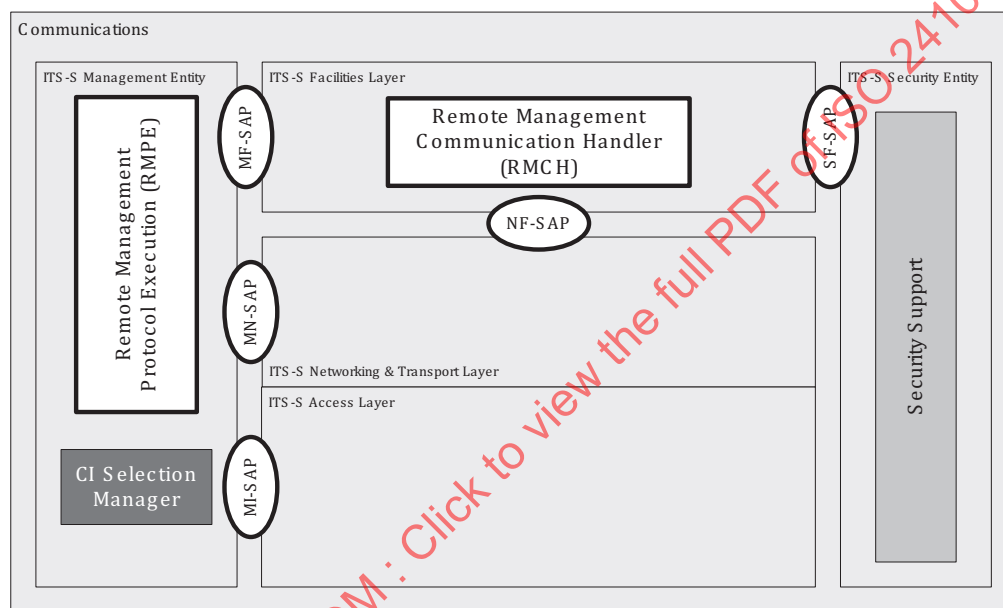 Communications
ITS-S Management Entity
ITS-S Facilities Layer
ITS-S Security Entity
Remote Management
Protocol Execution (RMPE)
MF-SAP
Remote Management
Communication Handler
(RMCH)
SF-SAP
NF-SAP
MN-SAP
Security Support
ITS-S Networking & Transport Layer
ITS-S Access Layer
CI Selection
Manager
MI-SAP
: Click to view the full PDF of ISO 2410